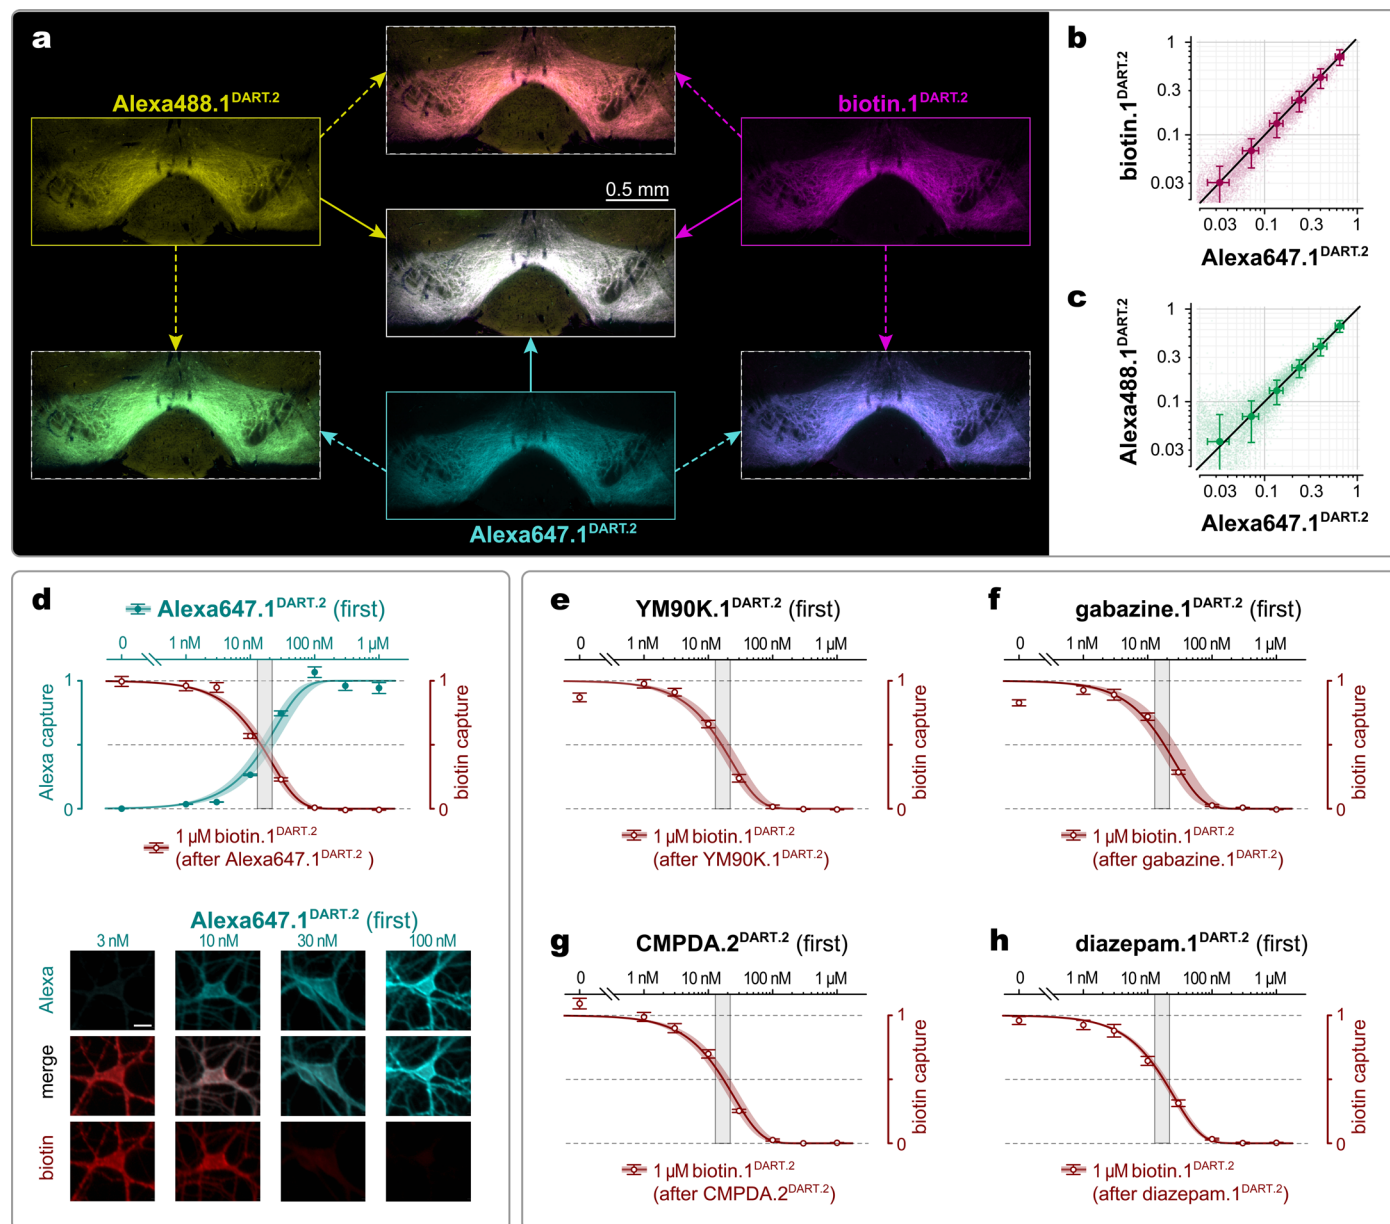 a
Alexa488.1DART.2
biotin.1DART.2
0.5 mm
Alexa647.1DART.2
b
biotin.1DART.2
1
0.3
0.1
0.03
0.03 0.1 0.3 1
Alexa647.1DART.2
c
Alexa488.1DART.2
1
0.3
0.1
0.03
0.03 0.1 0.3 1
Alexa647.1DART.2
d
Alexa647.1DART.2 (first)
0 1 nM 10 nM 100 nM 1 µM
Alexa capture
1
0
biotin capture
1
0
1 µM biotin.1DART.2
(after Alexa647.1DART.2 )
Alexa647.1DART.2 (first)
3 nM 10 nM 30 nM 100 nM
Alexa
merge
biotin
e
YM90K.1DART.2 (first)
0 1 nM 10 nM 100 nM 1 µM
1
0
biotin capture
1 µM biotin.1DART.2
(after YM90K.1DART.2)
f
gabazine.1DART.2 (first)
0 1 nM 10 nM 100 nM 1 µM
1
0
biotin capture
1 µM biotin.1DART.2
(after gabazine.1DART.2)
g
CMPDA.2DART.2 (first)
0 1 nM 10 nM 100 nM 1 µM
1
0
biotin capture
1 µM biotin.1DART.2
(after CMPDA.2DART.2)
h
diazepam.1DART.2 (first)
0 1 nM 10 nM 100 nM 1 µM
1
0
biotin capture
1 µM biotin.1DART.2
(after diazepam.1DART.2)